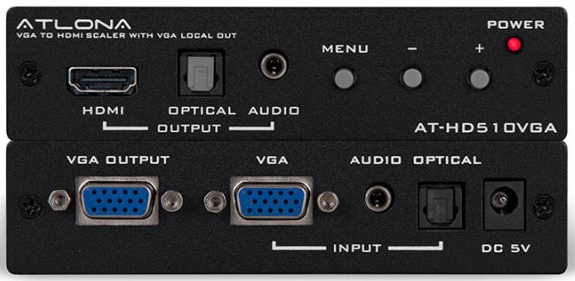 ATLONA
VGA TO HDMI SCALER WITH VGA LOCAL OUT
POWER
MENU - +
HDMI OPTICAL AUDIO
OUTPUT
AT-HD510VGA
VGA OUTPUT VGA AUDIO OPTICAL
INPUT DC 5V